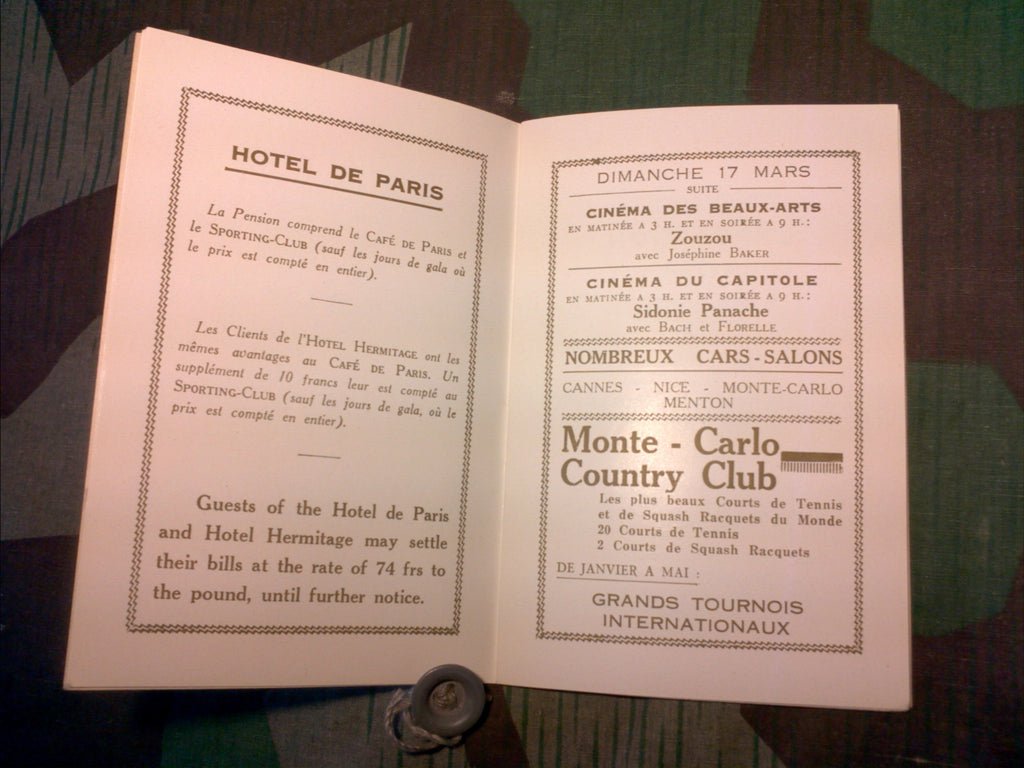 HOTEL DE PARIS
La Pension comprend le CAFÉ DE PARIS et
le SPORTING-CLUB (sauf les jours de gala où
le prix est compté en entier).
Les Clients de l'HOTEL HERMITAGE ont les
mêmes avantages au CAFÉ DE PARIS. Un
supplément de 10 francs leur est compté au
SPORTING-CLUB (sauf les jours de gala, où le
prix est compté en entier).
Guests of the Hotel de Paris
and Hotel Hermitage may settle
their bills at the rate of 74 frs to
the pound, until further notice.
DIMANCHE 17 MARS
SUITE
CINÉMA DES BEAUX-ARTS
EN MATINÉE A 3 H. ET EN SOIRÉE A 9 H. :
Zouzou
avec Joséphine BAKER
CINÉMA DU CAPITOLE
EN MATINÉE A 3 H. ET EN SOIRÉE A 9 H. :
Sidonie Panache
avec BACH et FLORELLE
NOMBREUX CARS-SALONS
CANNES - NICE - MONTE-CARLO
MENTON
Monte - Carlo
Country Club
Les plus beaux Courts de Tennis
et de Squash Racquets du Monde
20 Courts de Tennis
2 Courts de Squash Racquets
DE JANVIER A MAI :
GRANDS TOURNOIS
INTERNATIONAUX